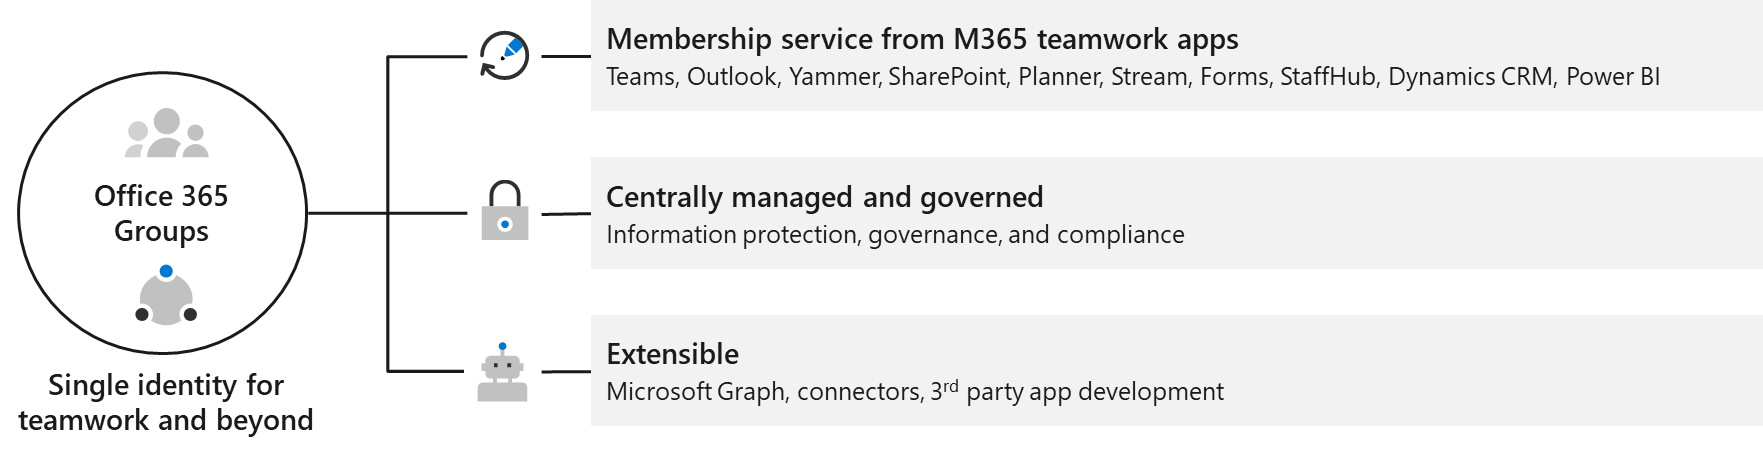 Office 365
Groups
Single identity for
teamwork and beyond
Membership service from M365 teamwork apps
Teams, Outlook, Yammer, SharePoint, Planner, Stream, Forms, StaffHub, Dynamics CRM, Power BI
Centrally managed and governed
Information protection, governance, and compliance
Extensible
Microsoft Graph, connectors, 3rd party app development